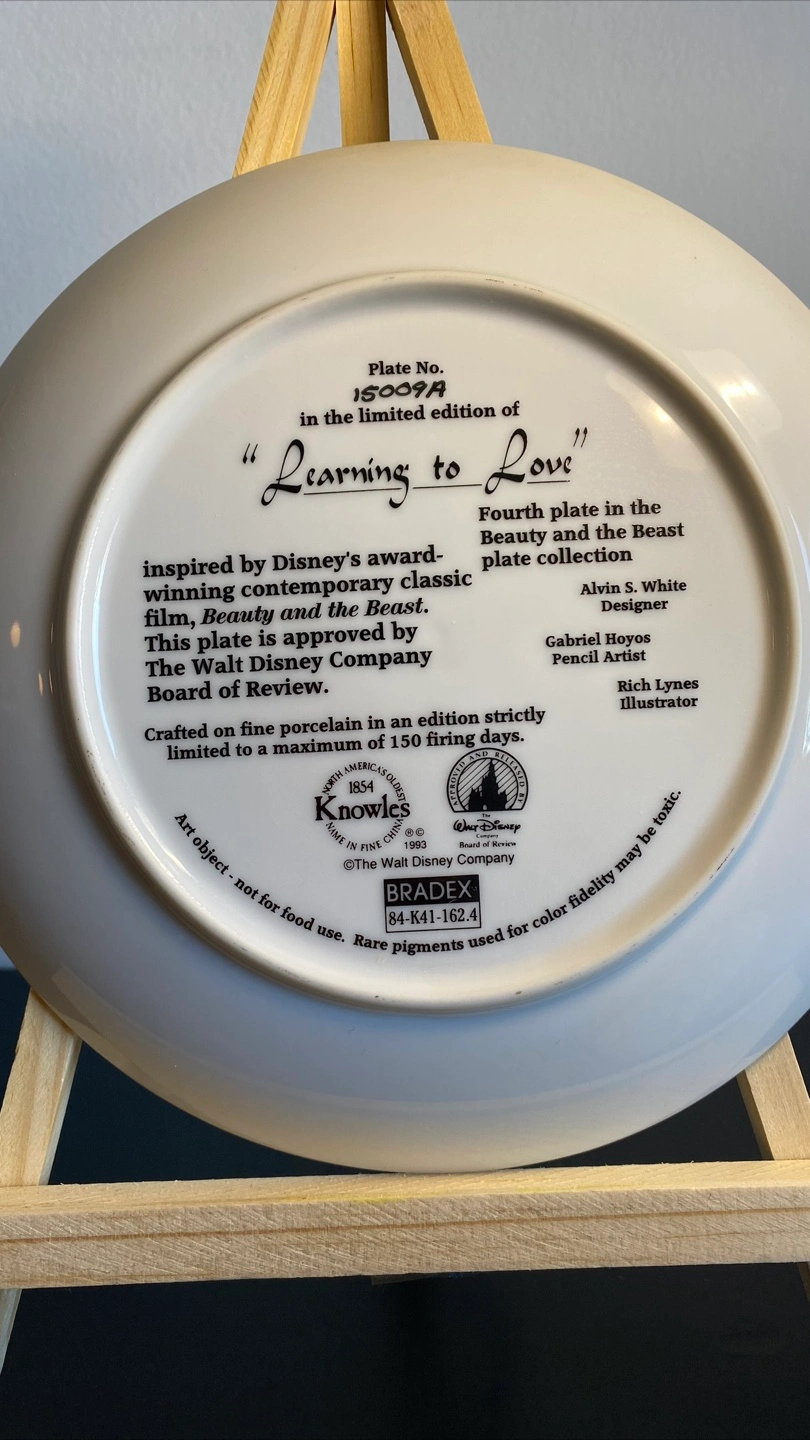 Plate No.
15009A
in the limited edition of
"Learning to Love"
Fourth plate in the
Beauty and the Beast
plate collection
inspired by Disney's award-
winning contemporary classic
film, Beauty and the Beast.
This plate is approved by
The Walt Disney Company
Board of Review.
Alvin S. White
Designer
Gabriel Hoyos
Pencil Artist
Rich Lynes
Illustrator
Crafted on fine porcelain in an edition strictly
limited to a maximum of 150 firing days.
NORTH AMERICA'S OLDEST
1854
Knowles
NAME IN FINE CHINA
®©
1993
APPROVED AND RELEASED BY
The
Walt Disney
Company
Board of Review
©The Walt Disney Company
BRADEX
84-K41-162.4
Art object - not for food use. Rare pigments used for color fidelity may be toxic.